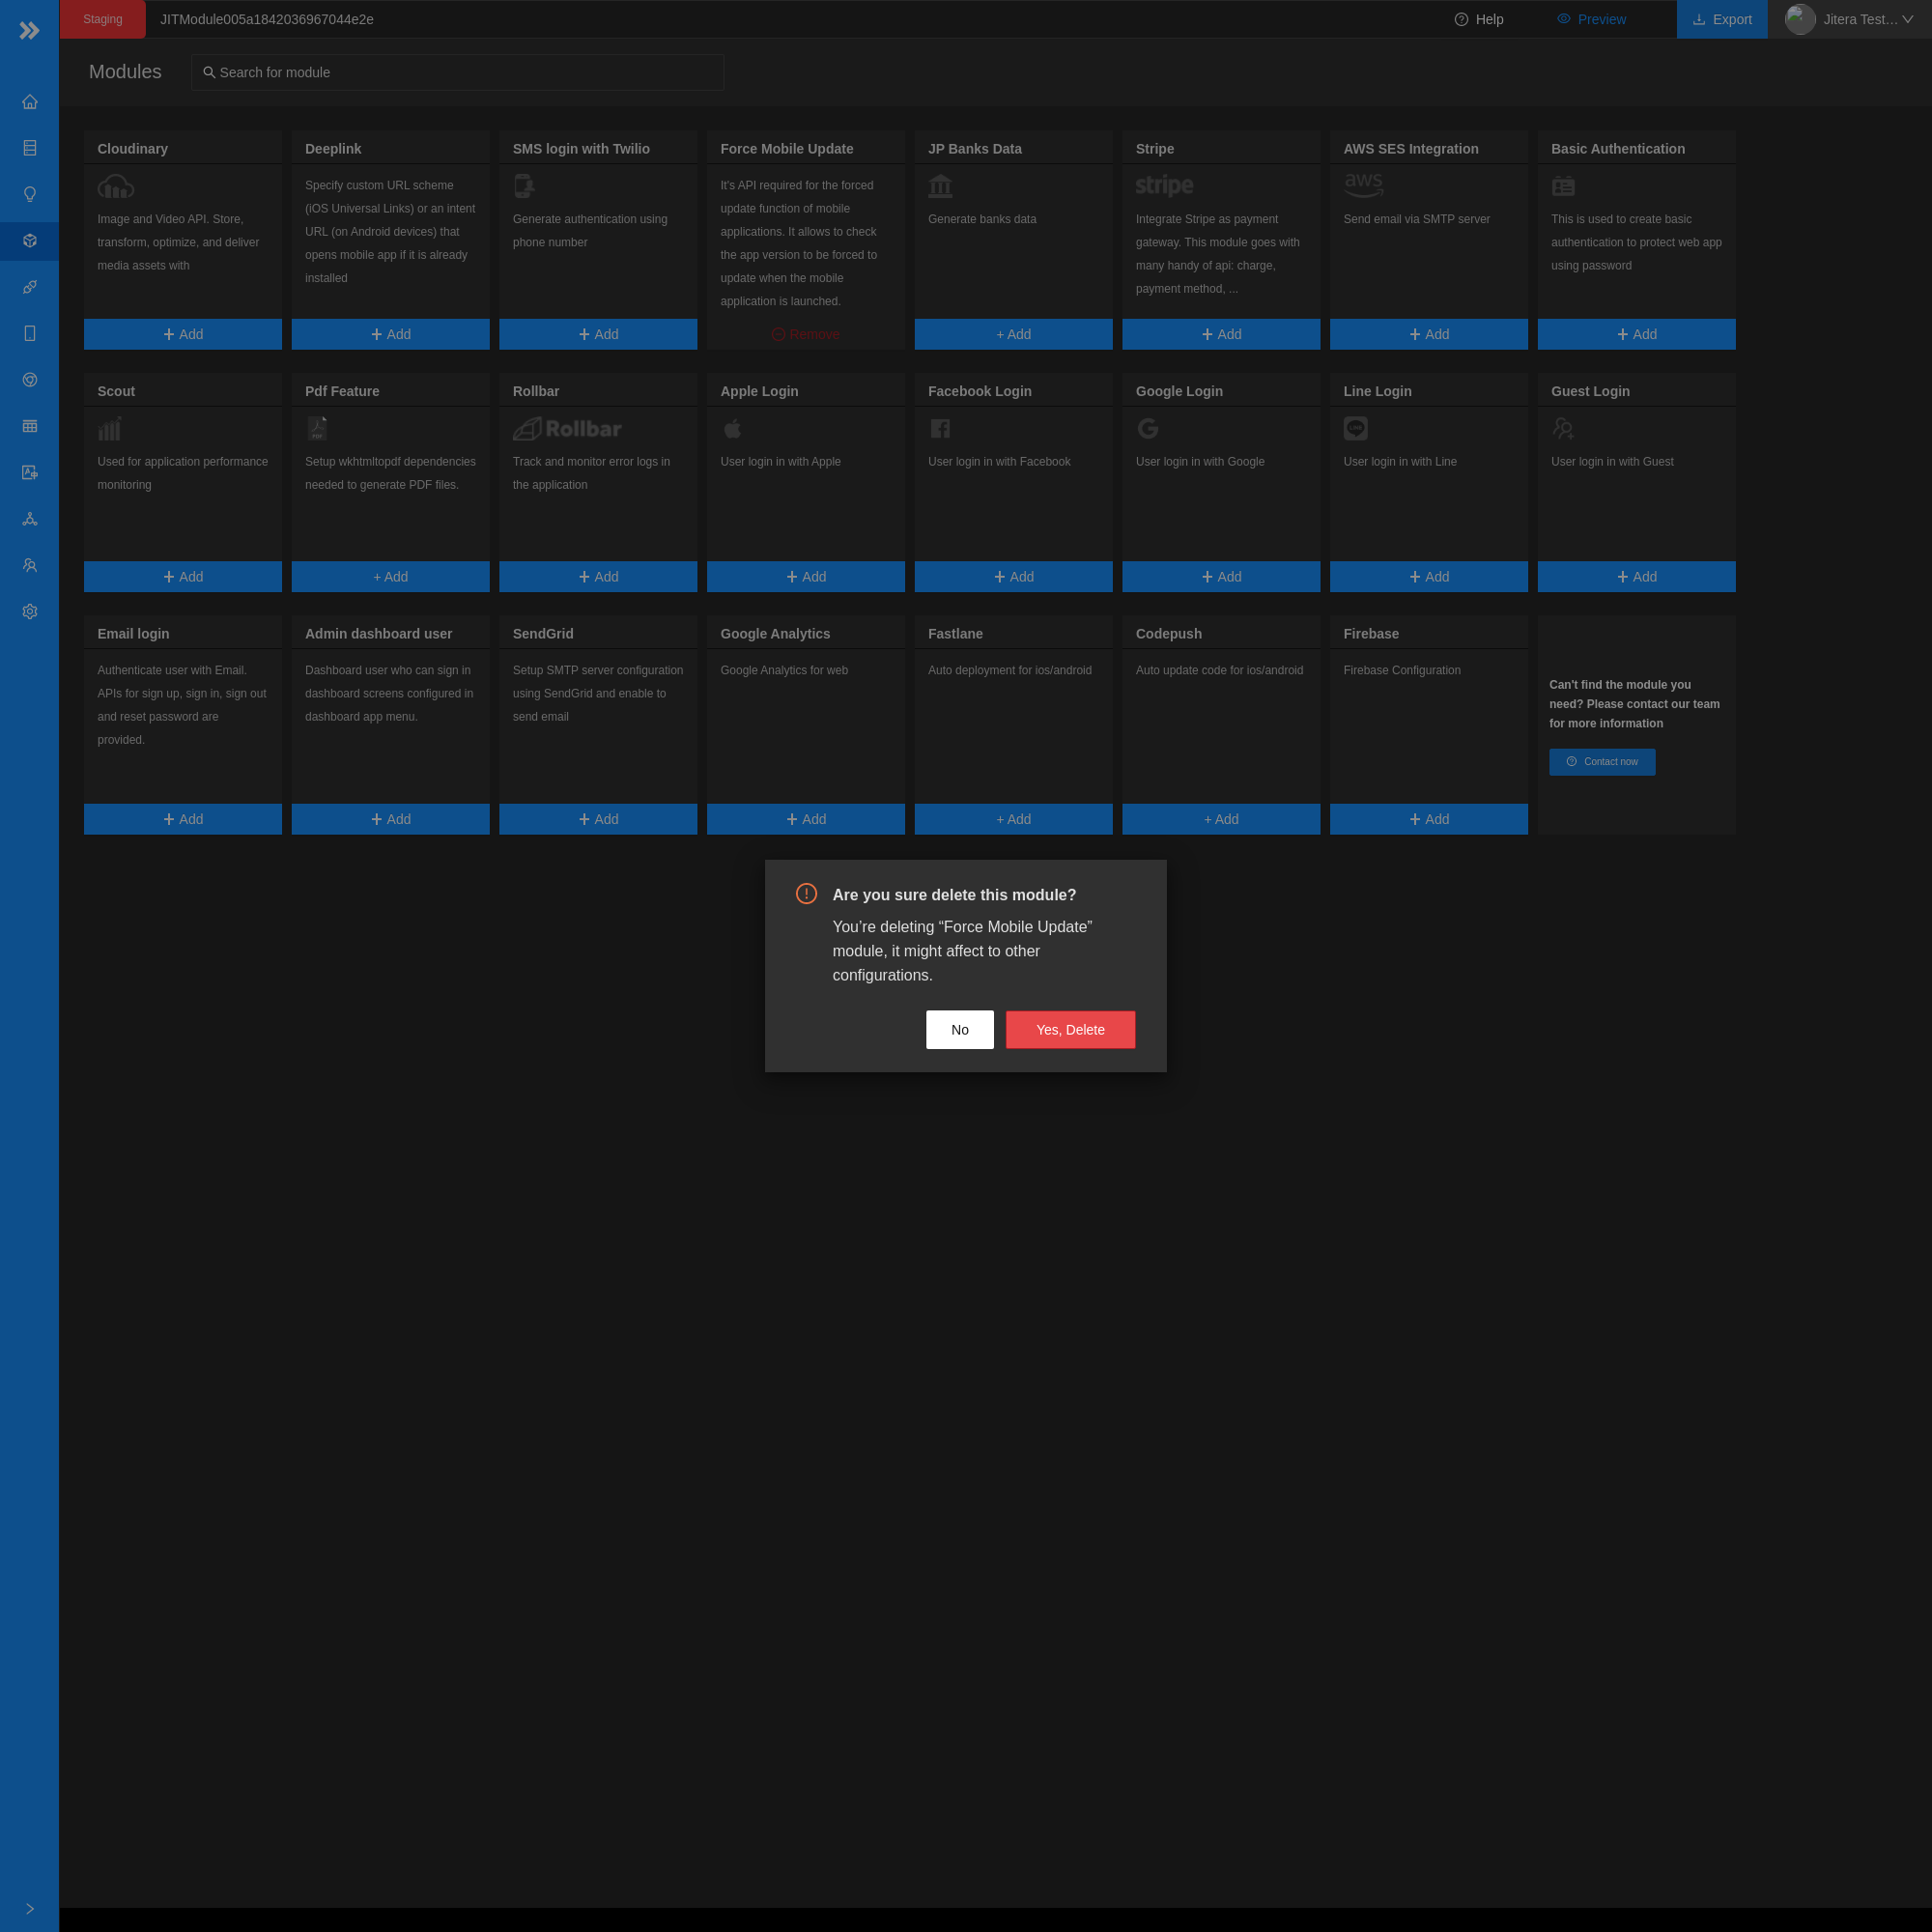 Staging
JITModule005a1842036967044e2e
Help
Preview
Export
Jitera Test…
Modules
Search for module
Cloudinary
Image and Video API. Store,
transform, optimize, and deliver
media assets with
Add
Deeplink
Specify custom URL scheme
(iOS Universal Links) or an intent
URL (on Android devices) that
opens mobile app if it is already
installed
Add
SMS login with Twilio
Generate authentication using
phone number
Add
Force Mobile Update
It's API required for the forced
update function of mobile
applications. It allows to check
the app version to be forced to
update when the mobile
application is launched.
Remove
JP Banks Data
Generate banks data
+ Add
Stripe
stripe
Integrate Stripe as payment
gateway. This module goes with
many handy of api: charge,
payment method, ...
Add
AWS SES Integration
aws
Send email via SMTP server
Add
Basic Authentication
This is used to create basic
authentication to protect web app
using password
Add
Scout
Used for application performance
monitoring
Add
Pdf Feature
PDF
Setup wkhtmltopdf dependencies
needed to generate PDF files.
+ Add
Rollbar
Rollbar
Track and monitor error logs in
the application
Add
Apple Login
User login in with Apple
Add
Facebook Login
User login in with Facebook
Add
Google Login
User login in with Google
Add
Line Login
LINE
User login in with Line
Add
Guest Login
User login in with Guest
Add
Email login
Authenticate user with Email.
APIs for sign up, sign in, sign out
and reset password are
provided.
Add
Admin dashboard user
Dashboard user who can sign in
dashboard screens configured in
dashboard app menu.
Add
SendGrid
Setup SMTP server configuration
using SendGrid and enable to
send email
Add
Google Analytics
Google Analytics for web
Add
Fastlane
Auto deployment for ios/android
+ Add
Codepush
Auto update code for ios/android
+ Add
Firebase
Firebase Configuration
Add
Can't find the module you
need? Please contact our team
for more information
Contact now
Are you sure delete this module?
You’re deleting “Force Mobile Update”
module, it might affect to other
configurations.
No
Yes, Delete